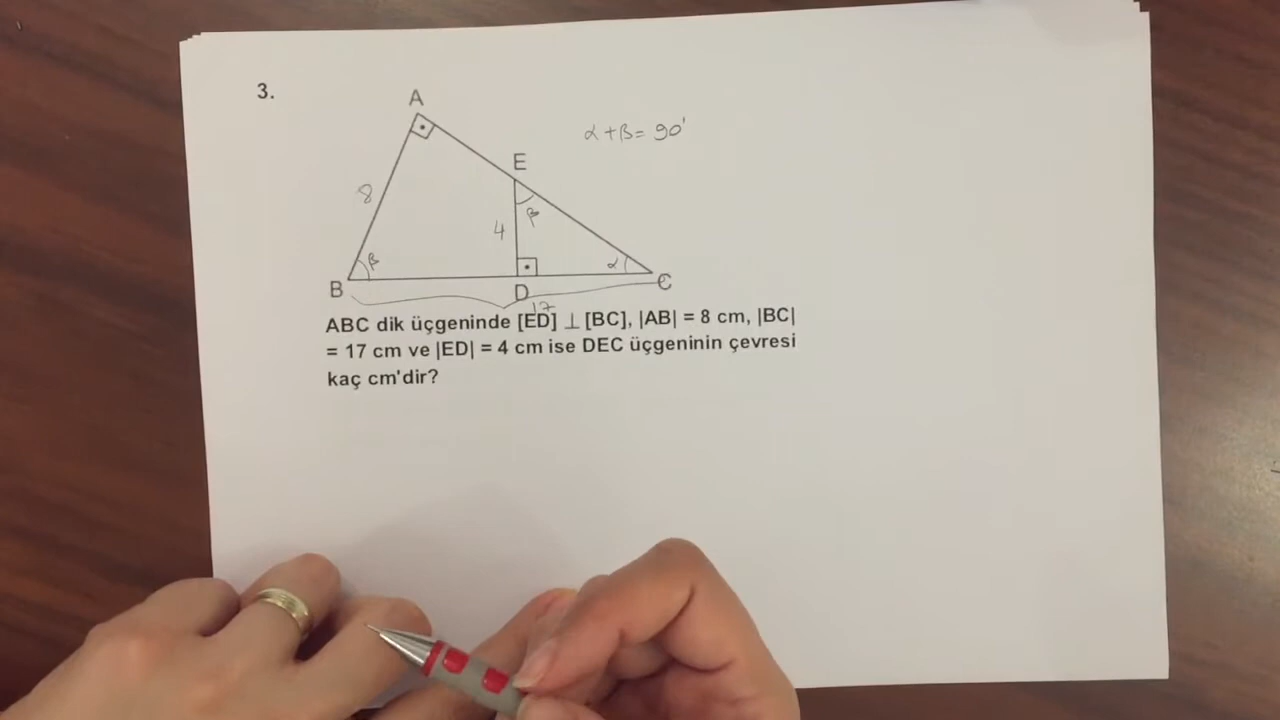 3.
A
α+β=90'
E
8
β
4
β
α
B
D
C
17
ABC dik üçgeninde [ED] ⊥ [BC], |AB| = 8 cm, |BC|
= 17 cm ve |ED| = 4 cm ise DEC üçgeninin çevresi
kaç cm'dir?